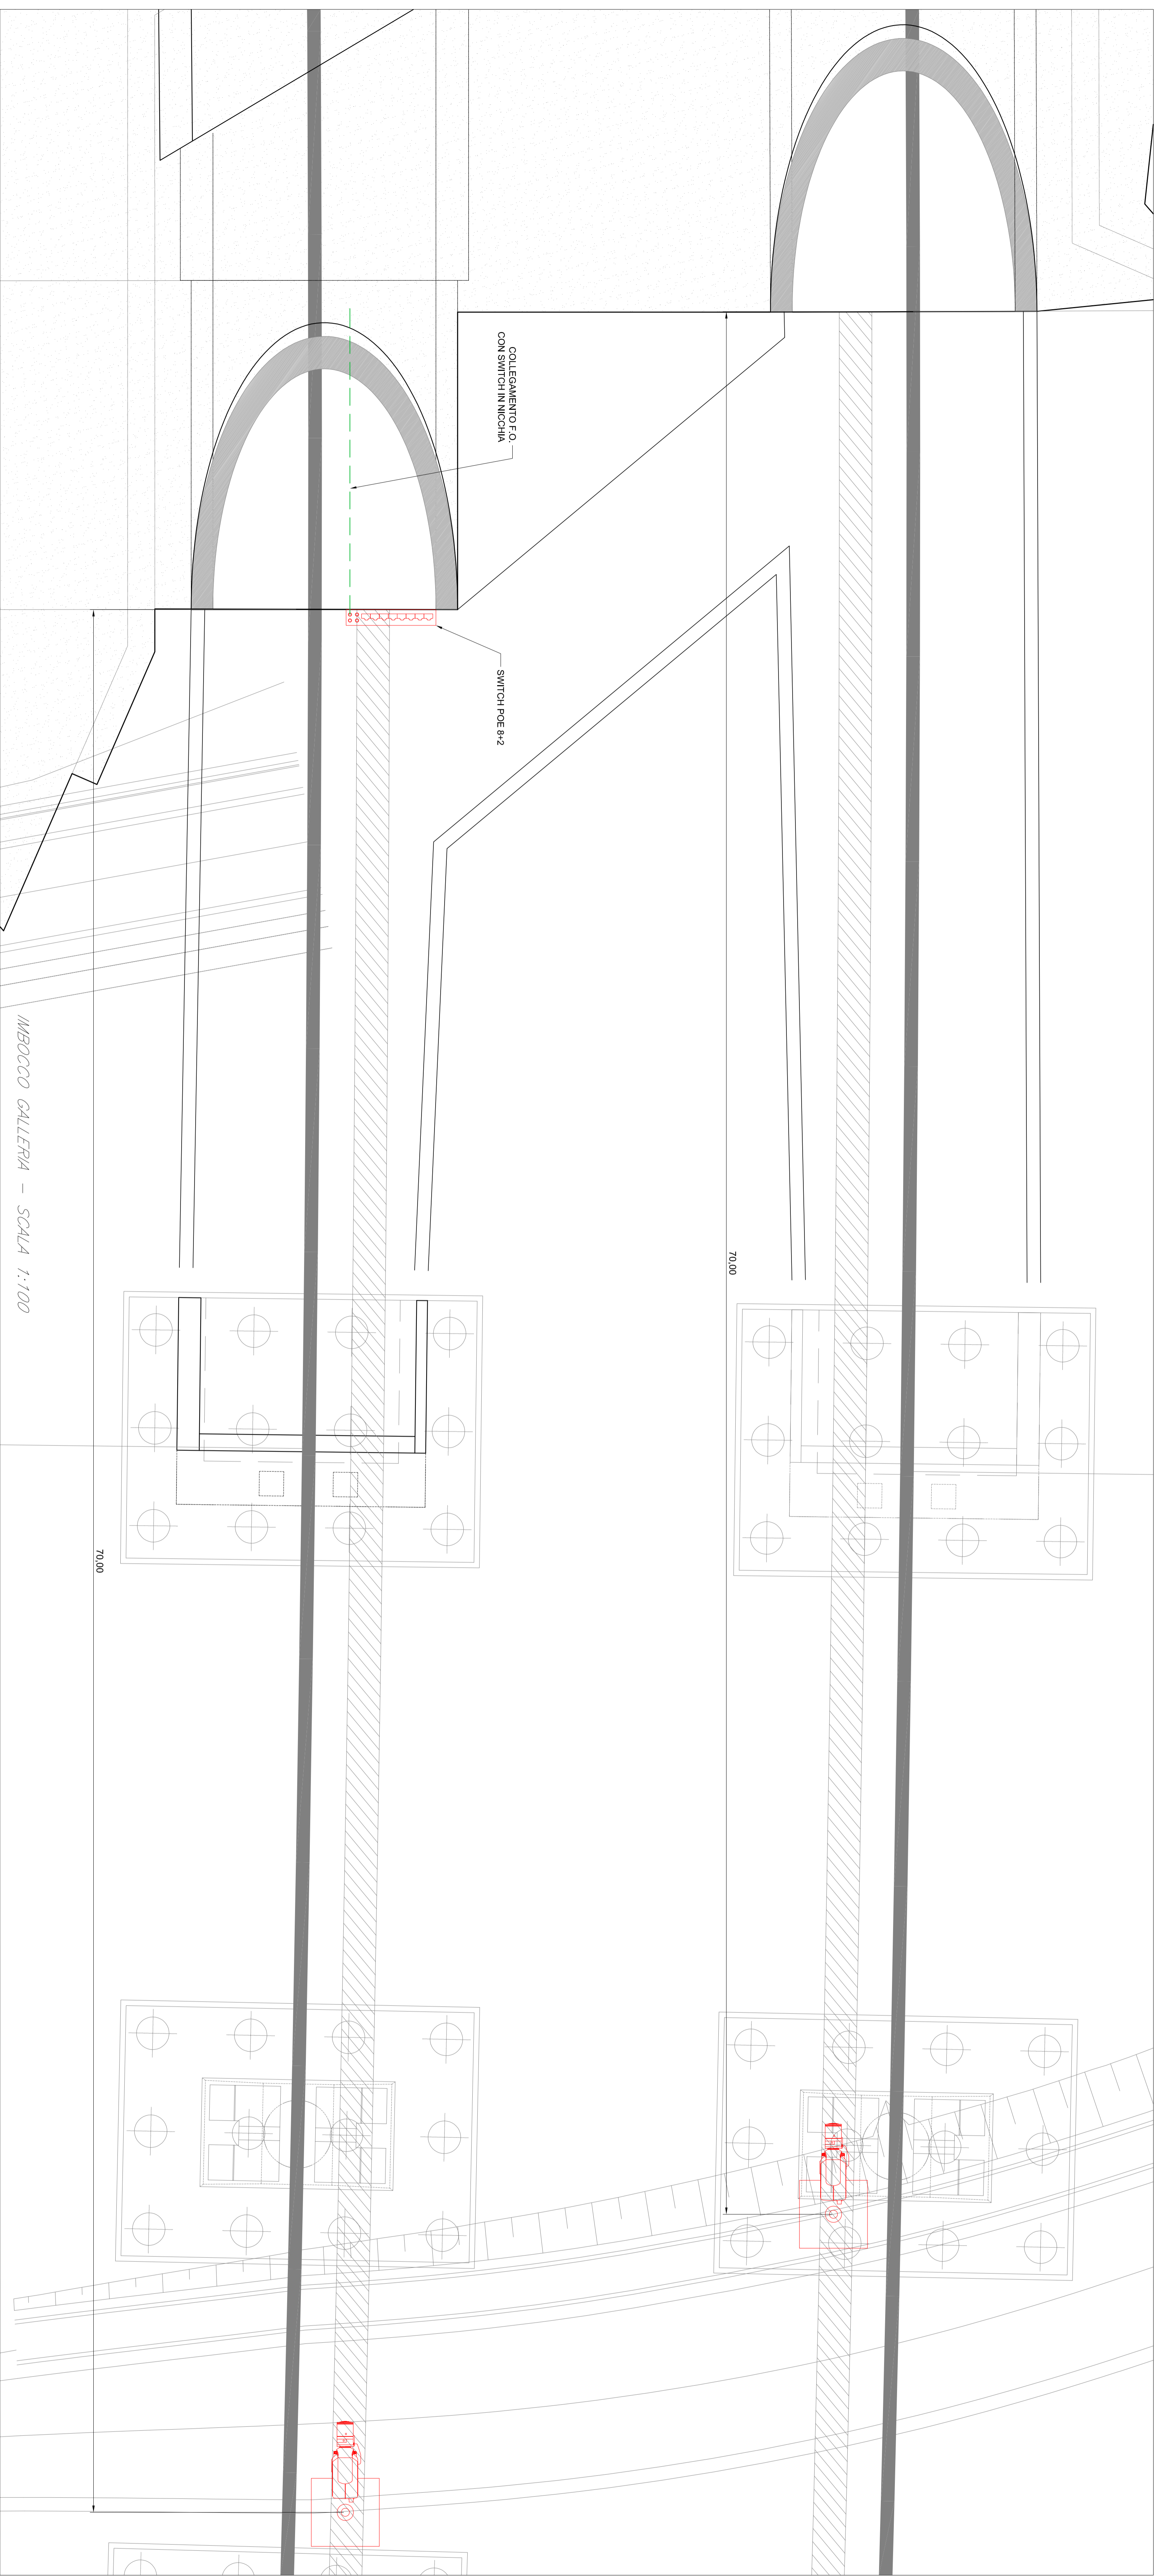 COLLEGAMENTO F.O.
CON SWITCH IN NICCHIA
SWITCH POE 8+2
70,00
70,00
IMBOCCO GALLERIA - SCALA 1:100